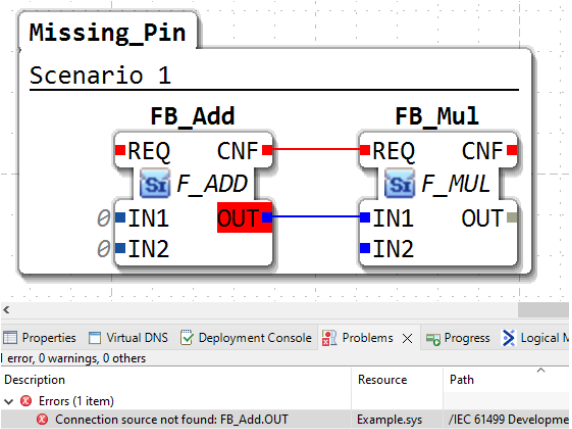 Missing_Pin
Scenario 1
FB_Add FB_Mul
REQ CNF REQ CNF
SI F_ADD SI F_MUL
0 IN1 OUT IN1 OUT
0 IN2 IN2
Properties Virtual DNS Deployment Console Problems Progress Logical
error, 0 warnings, 0 others
Description Resource Path
Errors (1 item)
Connection source not found: FB_Add.OUT Example.sys /IEC 61499 Developme